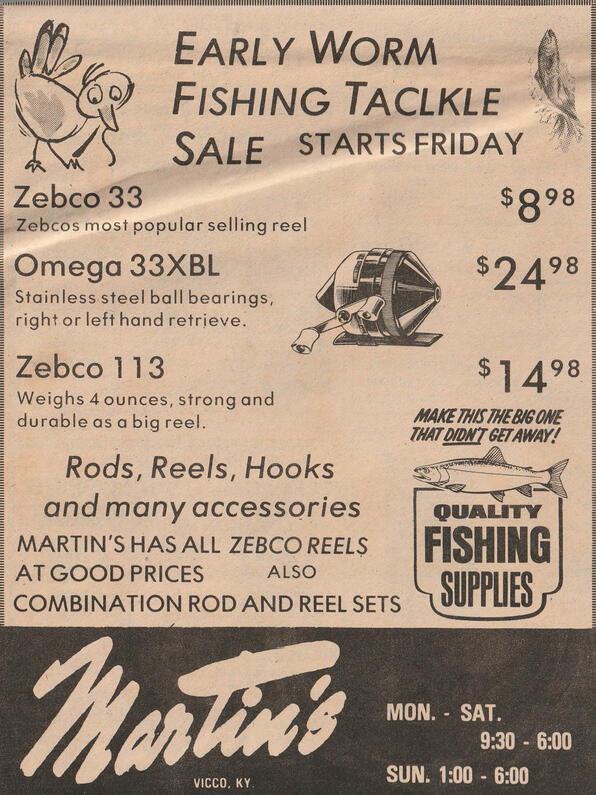 EARLY WORM
FISHING TACLKLE
SALE STARTS FRIDAY
Zebco 33 $8 98
Zebcos most popular selling reel
Omega 33XBL $24 98
Stainless steel ball bearings,
right or left hand retrieve.
Zebco 113 $14 98
Weighs 4 ounces, strong and
durable as a big reel.
MAKE THIS THE BIG ONE
THAT DIDN'T GET AWAY!
Rods, Reels, Hooks
and many accessories
MARTIN'S HAS ALL ZEBCO REELS
AT GOOD PRICES ALSO
COMBINATION ROD AND REEL SETS
QUALITY
FISHING
SUPPLIES
Martin's
VICCO, KY.
MON. - SAT.
9:30 - 6:00
SUN. 1:00 - 6:00